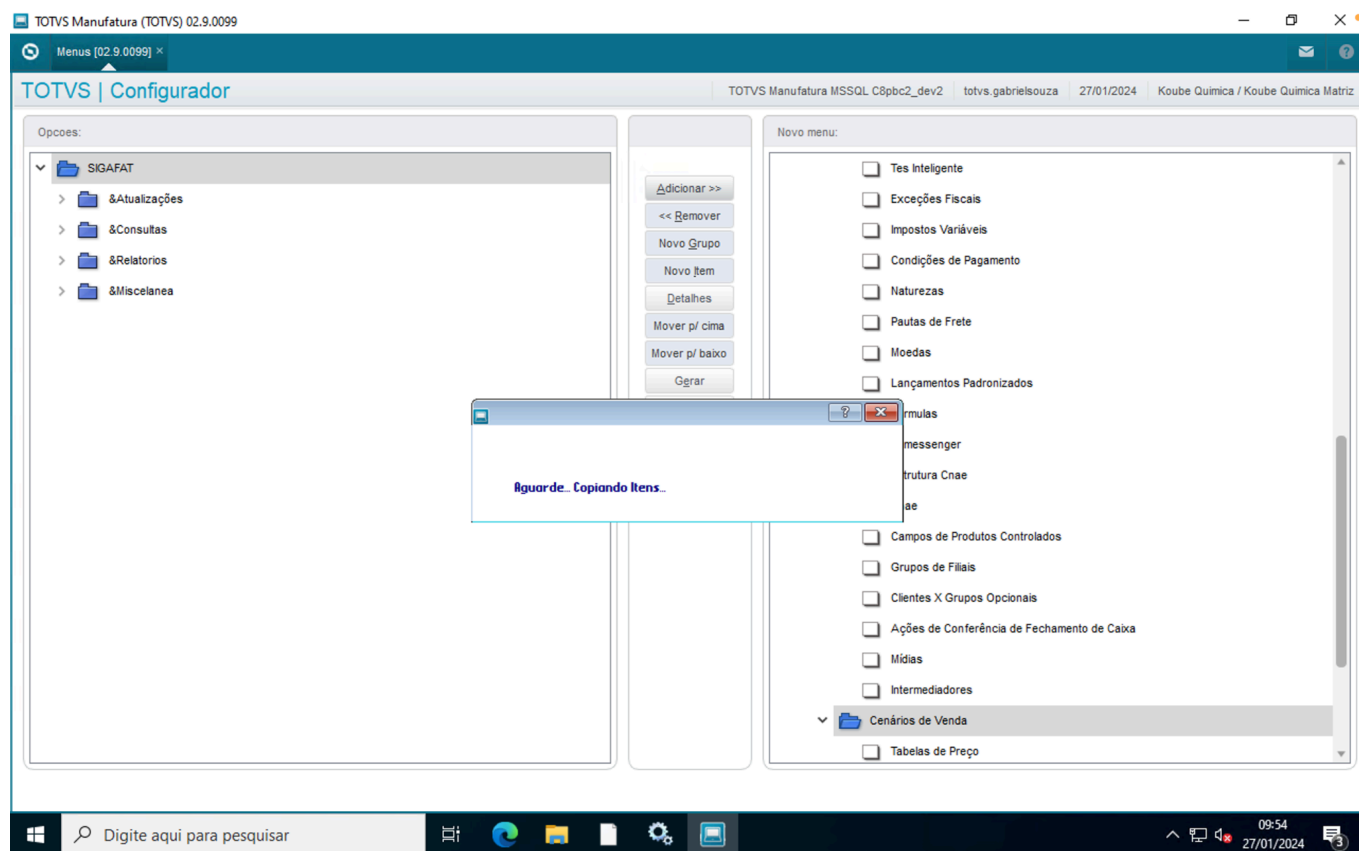 TOTVS Manufatura (TOTVS) 02.9.0099
Menus [02.9.0099] ×
TOTVS | Configurador
TOTVS Manufatura MSSQL C8pbc2_dev2
totvs.gabrielsouza
27/01/2024
Koube Quimica / Koube Quimica Matriz
Opcoes:
SIGAFAT
&Atualizações
&Consultas
&Relatorios
&Miscelanea
Adicionar >>
<< Remover
Novo Grupo
Novo Item
Detalhes
Mover p/ cima
Mover p/ baixo
Gerar
Aguarde... Copiando Itens...
Novo menu:
Tes Inteligente
Exceções Fiscais
Impostos Variáveis
Condições de Pagamento
Naturezas
Pautas de Frete
Moedas
Lançamentos Padronizados
rmulas
messenger
trutura Cnae
ae
Campos de Produtos Controlados
Grupos de Filiais
Clientes X Grupos Opcionais
Ações de Conferência de Fechamento de Caixa
Mídias
Intermediadores
Cenários de Venda
Tabelas de Preço
Digite aqui para pesquisar
09:54
27/01/2024
3